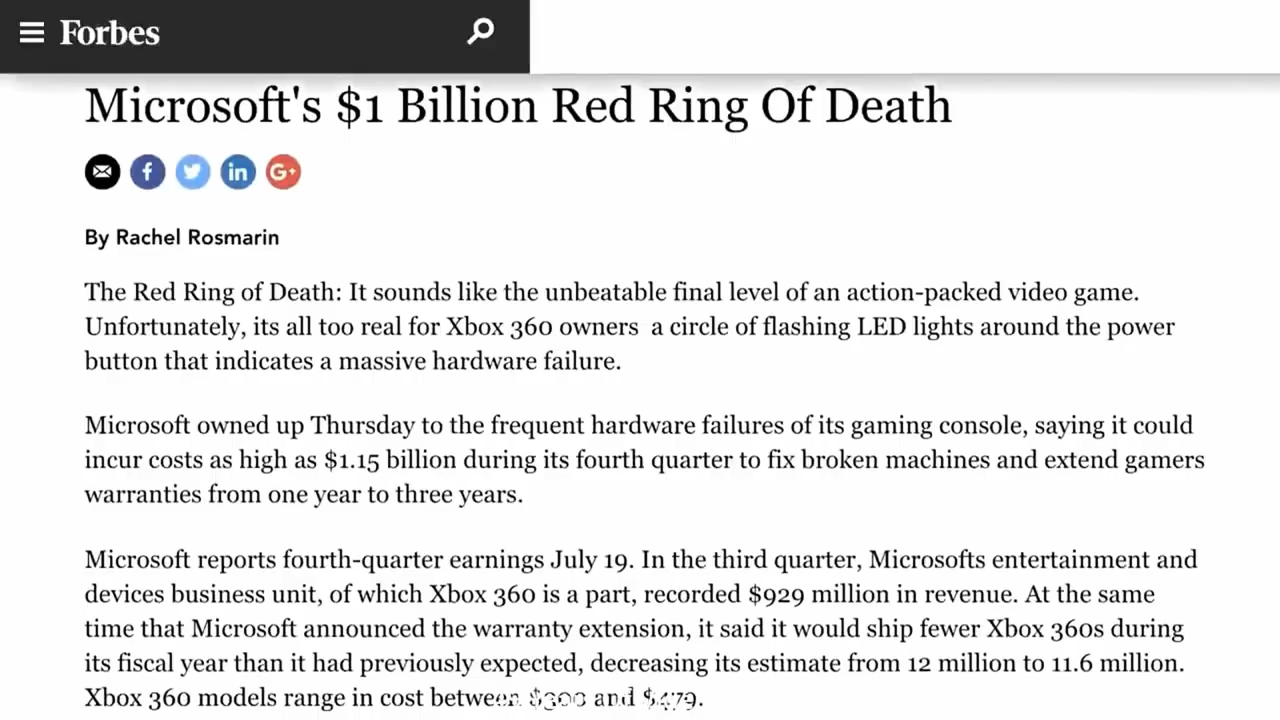 Forbes
Microsoft's $1 Billion Red Ring Of Death
f in G+
By Rachel Rosmarin
The Red Ring of Death: It sounds like the unbeatable final level of an action-packed video game.
Unfortunately, its all too real for Xbox 360 owners a circle of flashing LED lights around the power
button that indicates a massive hardware failure.
Microsoft owned up Thursday to the frequent hardware failures of its gaming console, saying it could
incur costs as high as $1.15 billion during its fourth quarter to fix broken machines and extend gamers
warranties from one year to three years.
Microsoft reports fourth-quarter earnings July 19. In the third quarter, Microsofts entertainment and
devices business unit, of which Xbox 360 is a part, recorded $929 million in revenue. At the same
time that Microsoft announced the warranty extension, it said it would ship fewer Xbox 360s during
its fiscal year than it had previously expected, decreasing its estimate from 12 million to 11.6 million.
Xbox 360 models range in cost between and